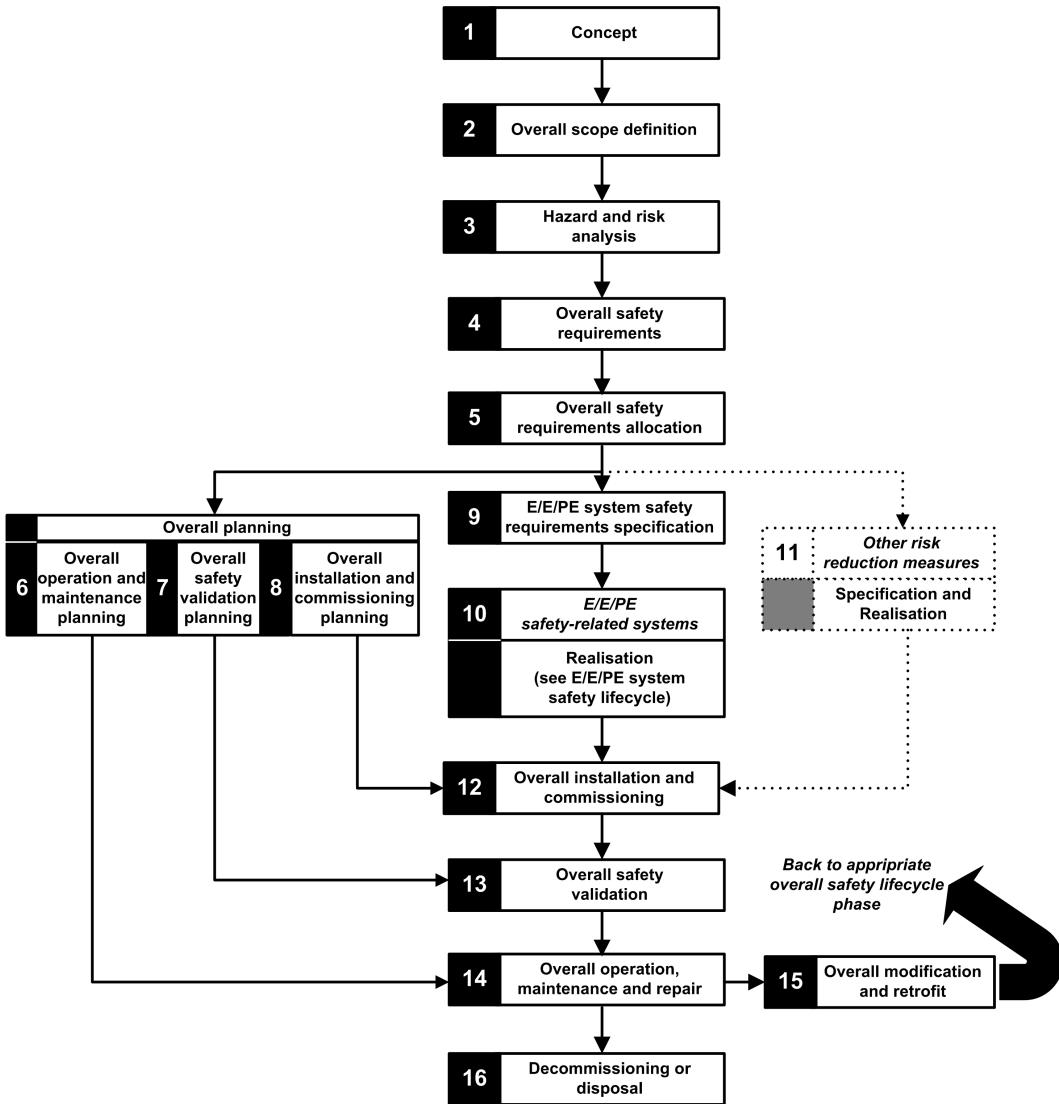 1
Concept
2
Overall scope definition
3
Hazard and risk
analysis
4
Overall safety
requirements
5
Overall safety
requirements allocation
Overall planning
6
Overall
operation and
maintenance
planning
7
Overall
safety
validation
planning
8
Overall
installation and
commissioning
planning
9
E/E/PE system safety
requirements specification
10
E/E/PE
safety-related systems
Realisation
(see E/E/PE system
safety lifecycle)
11
Other risk
reduction measures
Specification and
Realisation
12
Overall installation and
commissioning
13
Overall safety
validation
Back to appripriate
overall safety lifecycle
phase
14
Overall operation,
maintenance and repair
15
Overall modification
and retrofit
16
Decommissioning or
disposal